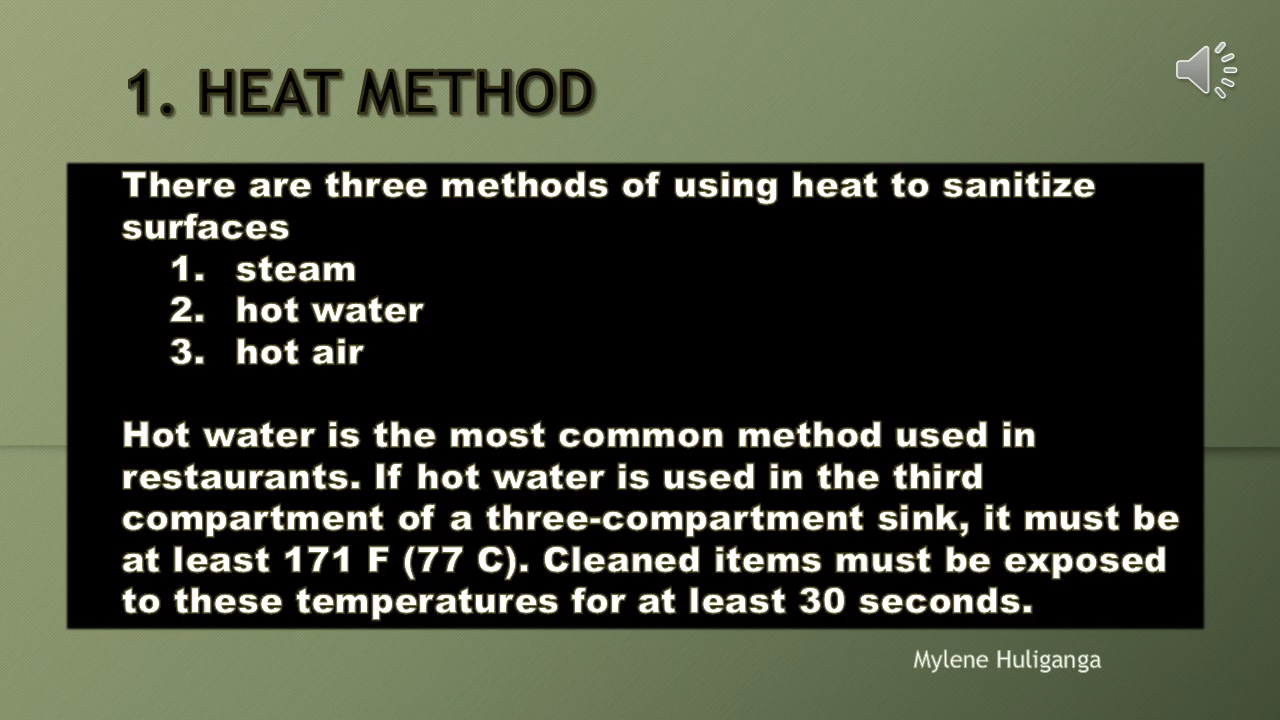 1. HEAT METHOD
There are three methods of using heat to sanitize
surfaces
1. steam
2. hot water
3. hot air
Hot water is the most common method used in
restaurants. If hot water is used in the third
compartment of a three-compartment sink, it must be
at least 171 F (77 C). Cleaned items must be exposed
to these temperatures for at least 30 seconds.
Mylene Huliganga